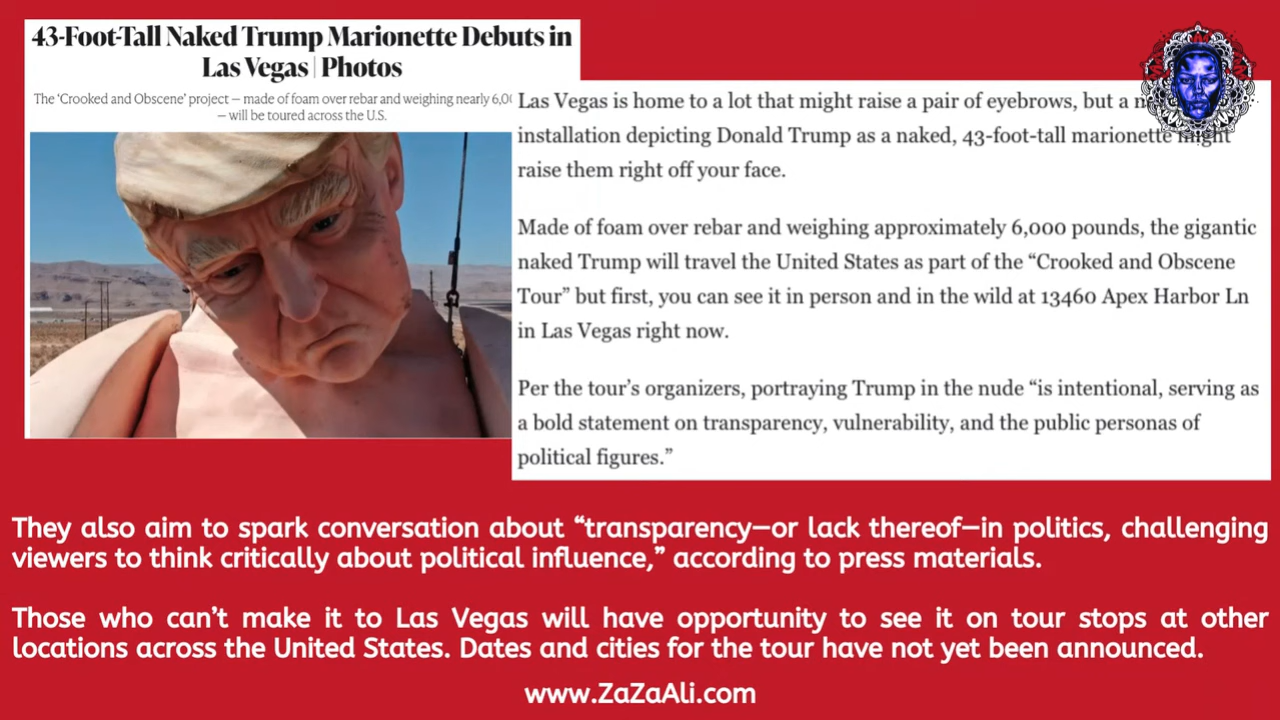 43-Foot-Tall Naked Trump Marionette Debuts in
Las Vegas | Photos
The ‘Crooked and Obscene’ project — made of foam over rebar and weighing nearly 6,00
— will be toured across the U.S.
Las Vegas is home to a lot that might raise a pair of eyebrows, but a
installation depicting Donald Trump as a naked, 43-foot-tall marionette might
raise them right off your face.
Made of foam over rebar and weighing approximately 6,000 pounds, the gigantic
naked Trump will travel the United States as part of the “Crooked and Obscene
Tour” but first, you can see it in person and in the wild at 13460 Apex Harbor Ln
in Las Vegas right now.
Per the tour’s organizers, portraying Trump in the nude “is intentional, serving as
a bold statement on transparency, vulnerability, and the public personas of
political figures.”
They also aim to spark conversation about “transparency—or lack thereof—in politics, challenging
viewers to think critically about political influence,” according to press materials.
Those who can’t make it to Las Vegas will have opportunity to see it on tour stops at other
locations across the United States. Dates and cities for the tour have not yet been announced.
www.ZaZaAli.com